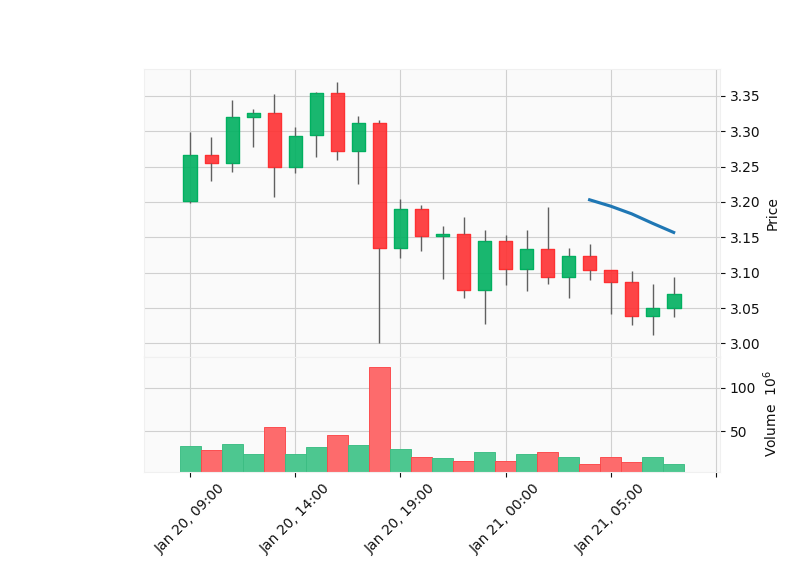 3.35
3.30
3.25
3.20
3.15
3.10
3.05
3.00
Price
100
50
Volume 10^6
Jan 20, 09:00
Jan 20, 14:00
Jan 20, 19:00
Jan 21, 00:00
Jan 21, 05:00